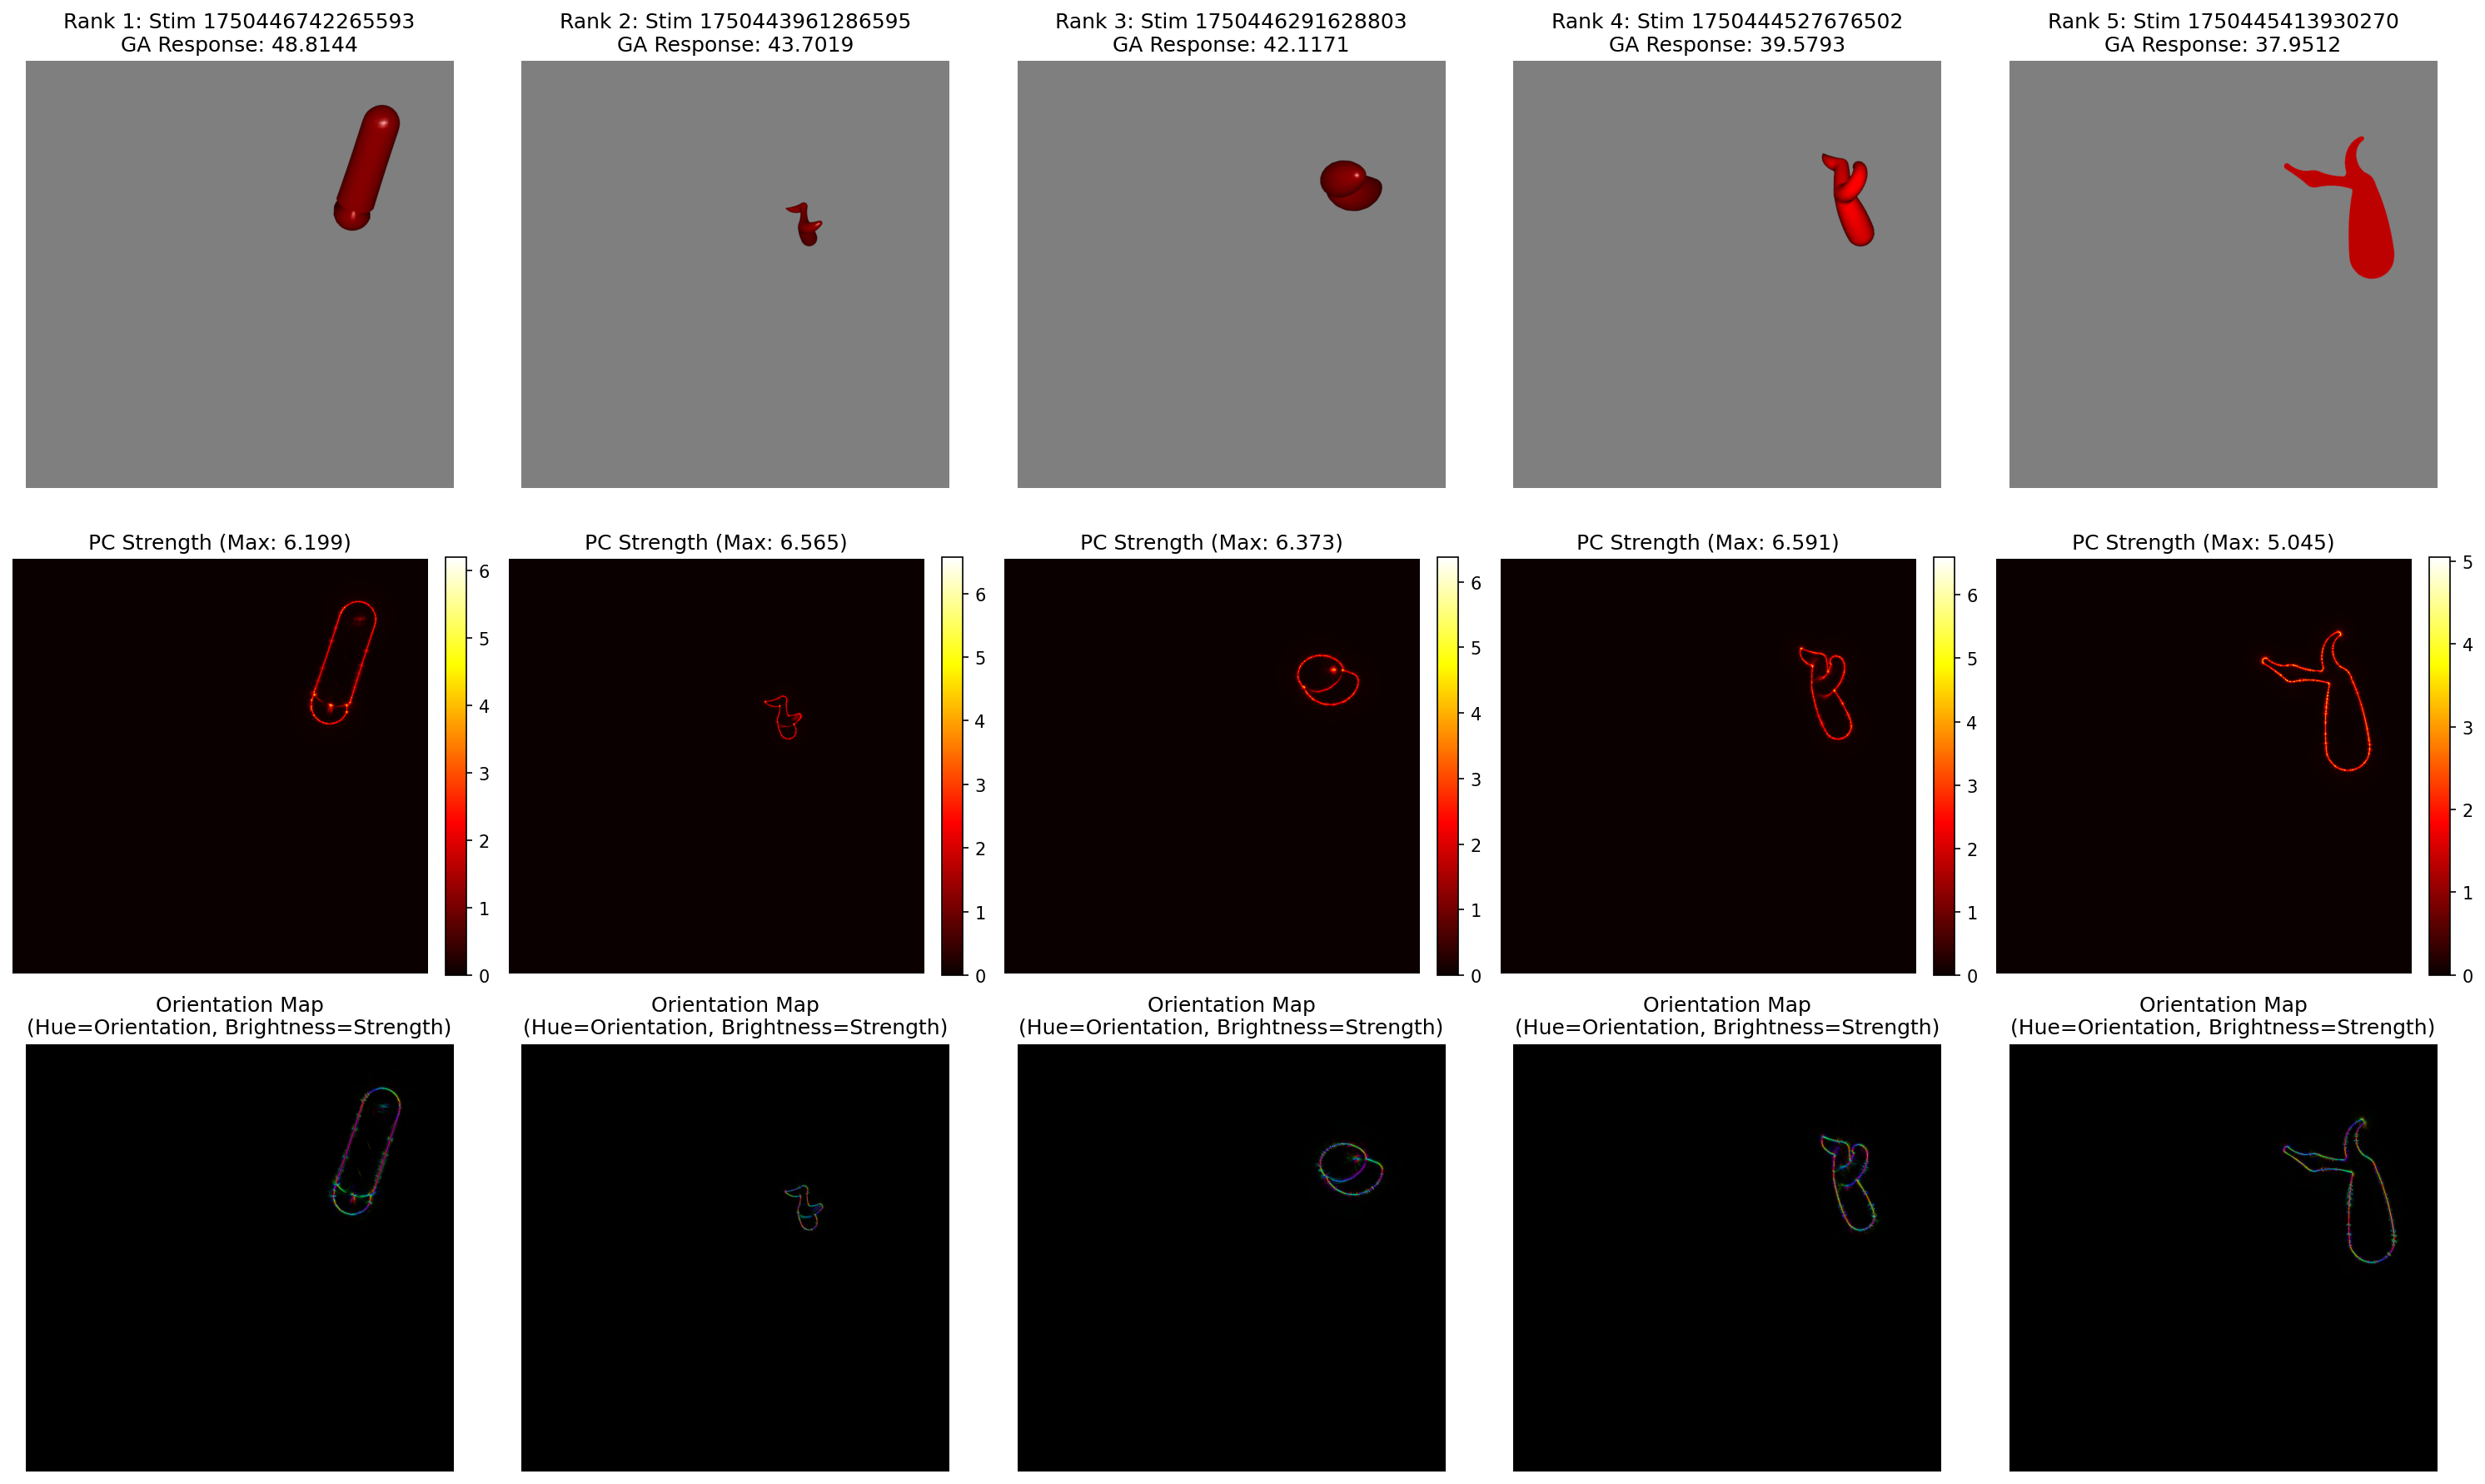 Rank 1: Stim 1750446742265593
GA Response: 48.8144
Rank 2: Stim 1750443961286595
GA Response: 43.7019
Rank 3: Stim 1750446291628803
GA Response: 42.1171
Rank 4: Stim 1750444527676502
GA Response: 39.5793
Rank 5: Stim 1750445413930270
GA Response: 37.9512
PC Strength (Max: 6.199)
6
5
4
3
2
1
0
PC Strength (Max: 6.565)
6
5
4
3
2
1
0
PC Strength (Max: 6.373)
6
5
4
3
2
1
0
PC Strength (Max: 6.591)
6
5
4
3
2
1
0
PC Strength (Max: 5.045)
5
4
3
2
1
0
Orientation Map
(Hue=Orientation, Brightness=Strength)
Orientation Map
(Hue=Orientation, Brightness=Strength)
Orientation Map
(Hue=Orientation, Brightness=Strength)
Orientation Map
(Hue=Orientation, Brightness=Strength)
Orientation Map
(Hue=Orientation, Brightness=Strength)